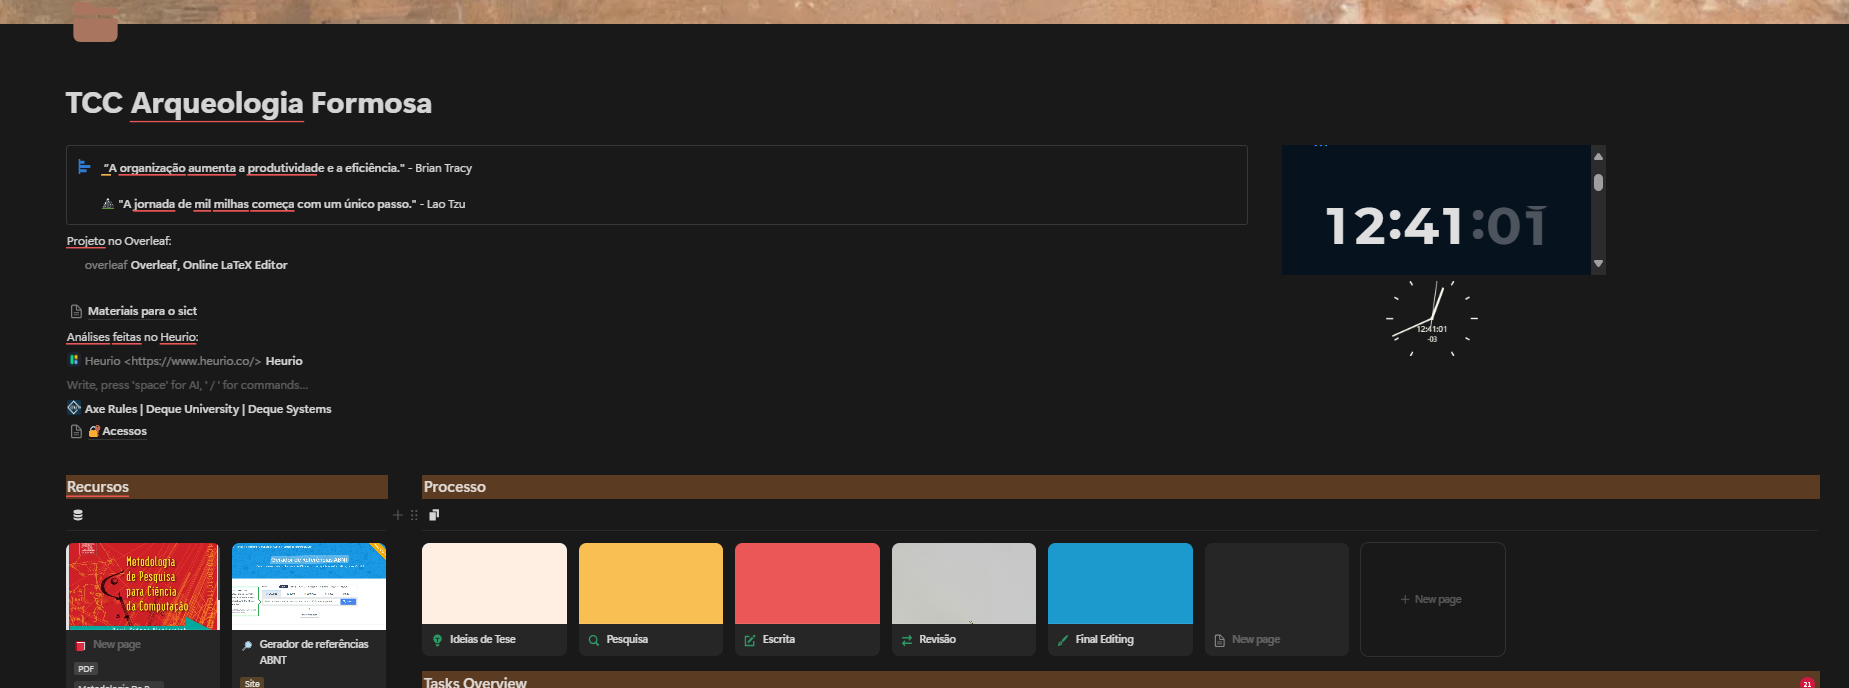 TCC Arqueologia Formosa
"A organização aumenta a produtividade e a eficiência." - Brian Tracy
"A jornada de mil milhas começa com um único passo." - Lao Tzu
Projeto no Overleaf:
overleaf Overleaf, Online LaTeX Editor
Materiais para o sict
Análises feitas no Heurio:
Heurio <https://www.heurio.co/> Heurio
Write, press 'space' for AI, '/' for commands...
Axe Rules | Deque University | Deque Systems
Acessos
12:41:01
12:41:01
-03
Recursos
Metodologia
de Pesquisa
para Ciência
da Computação
New page
PDF
Gerador de Referências ABNT
Gerador de referências
ABNT
Site
Processo
Ideias de Tese
Pesquisa
Escrita
Revisão
Final Editing
New page
+ New page
Tasks Overview
21